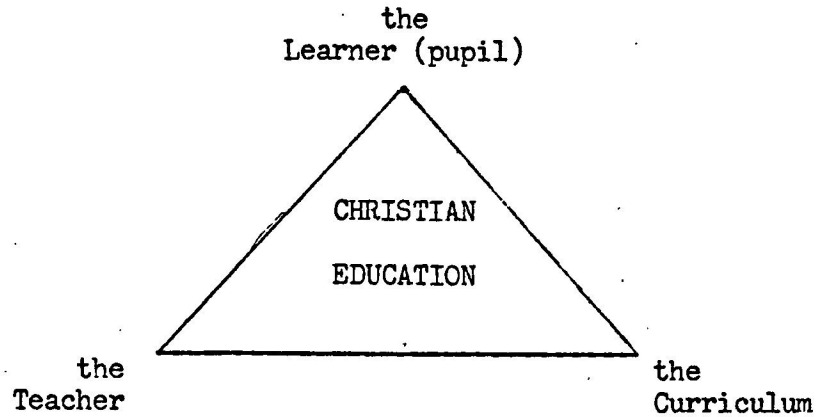 the
Learner (pupil)
CHRISTIAN
EDUCATION
the
Teacher
the
Curriculum